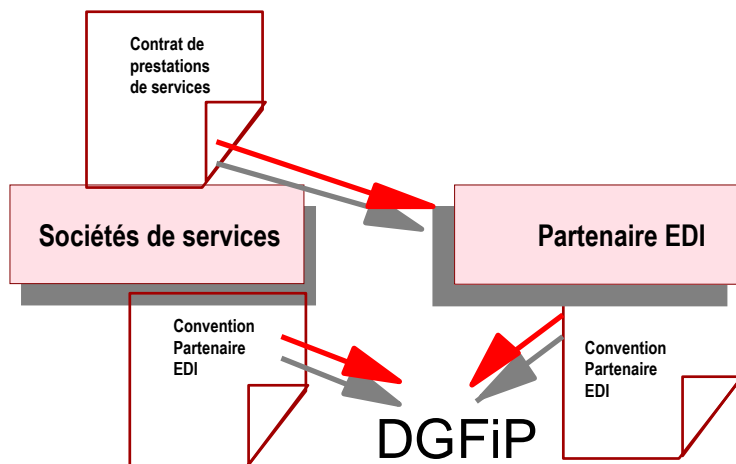 Contrat de
prestations
de services
Sociétés de services
Partenaire EDI
Convention
Partenaire
EDI
Convention
Partenaire
EDI
DGFiP